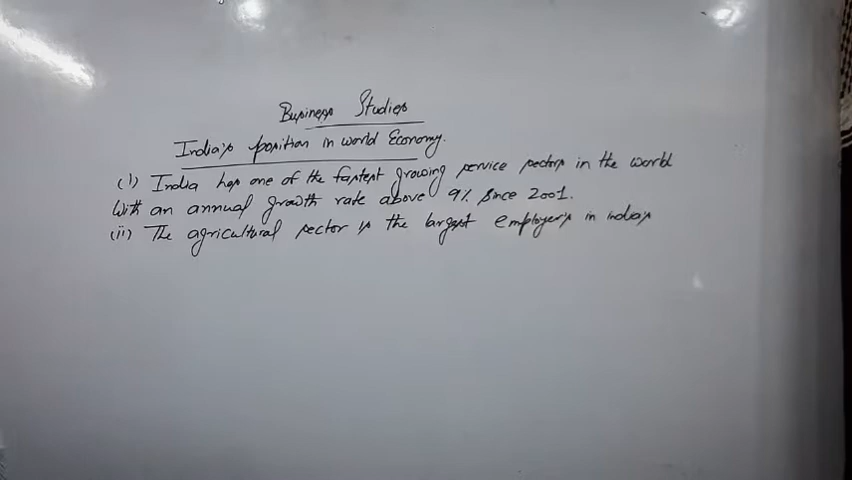 Business Studies
India's position in world Economy.
(i) India has one of the fastest growing service sectors in the world
With an annual growth rate above 9% Since 2001.
(ii) The agricultural sector is the largest employer's in india's